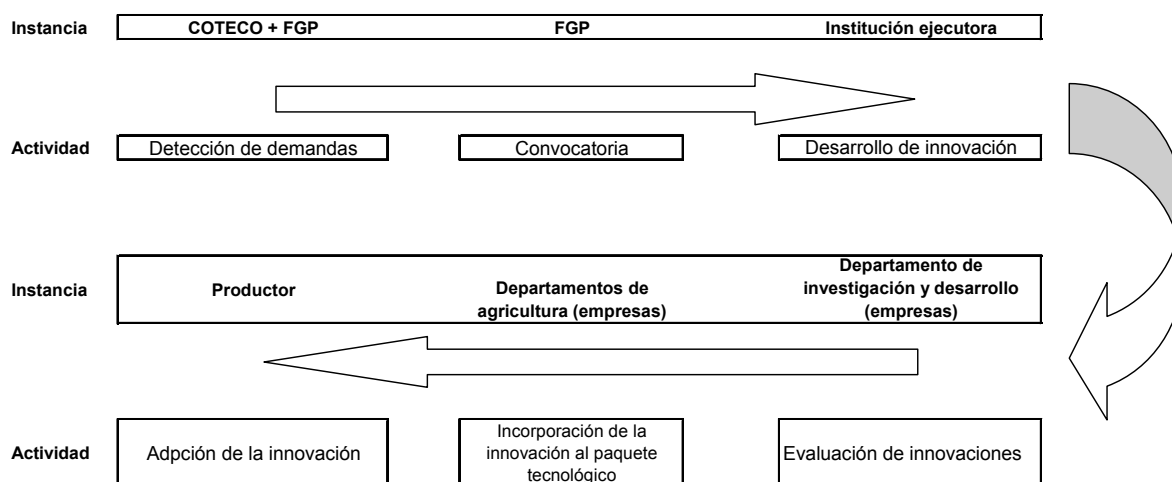 Instancia COTECO + FGP FGP Institución ejecutora
Actividad Detección de demandas Convocatoria Desarrollo de innovación
Instancia Productor Departamentos de
agricultura (empresas) Departamento de
investigación y desarrollo
(empresas)
Actividad Adpción de la innovación Incorporación de la
innovación al paquete
tecnológico Evaluación de innovaciones